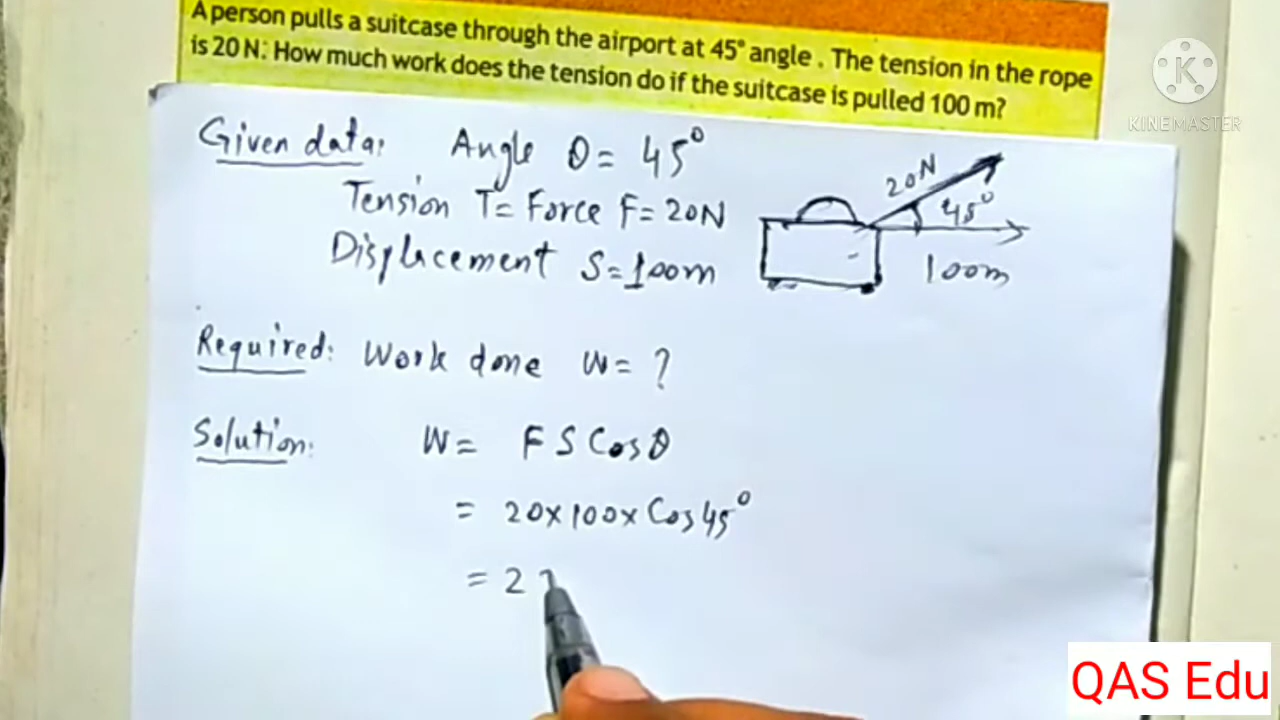 A person pulls a suitcase through the airport at 45° angle . The tension in the rope
is 20 N. How much work does the tension do if the suitcase is pulled 100 m?
KINEMASTER
Given data: Angle θ = 45°
Tension T = Force F = 20N
Displacement S = 100m
20N
45°
100m
Required: Work done W = ?
Solution: W = F S Cosθ
= 20 x 100 x Cos 45°
= 2
QAS Edu